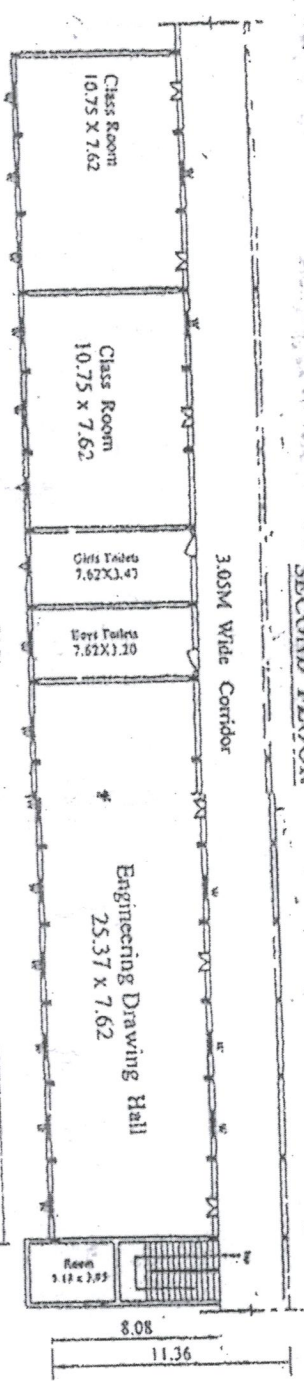 Class Room
10.75 X 7.62
Class Room
10.75 x 7.62
Girls Toilets
7.62X3.47
Boys Toilets
7.62X3.20
3.05M Wide Corridor
Engineering Drawing Hall
25.37 x 7.62
Room
8.08
11.36